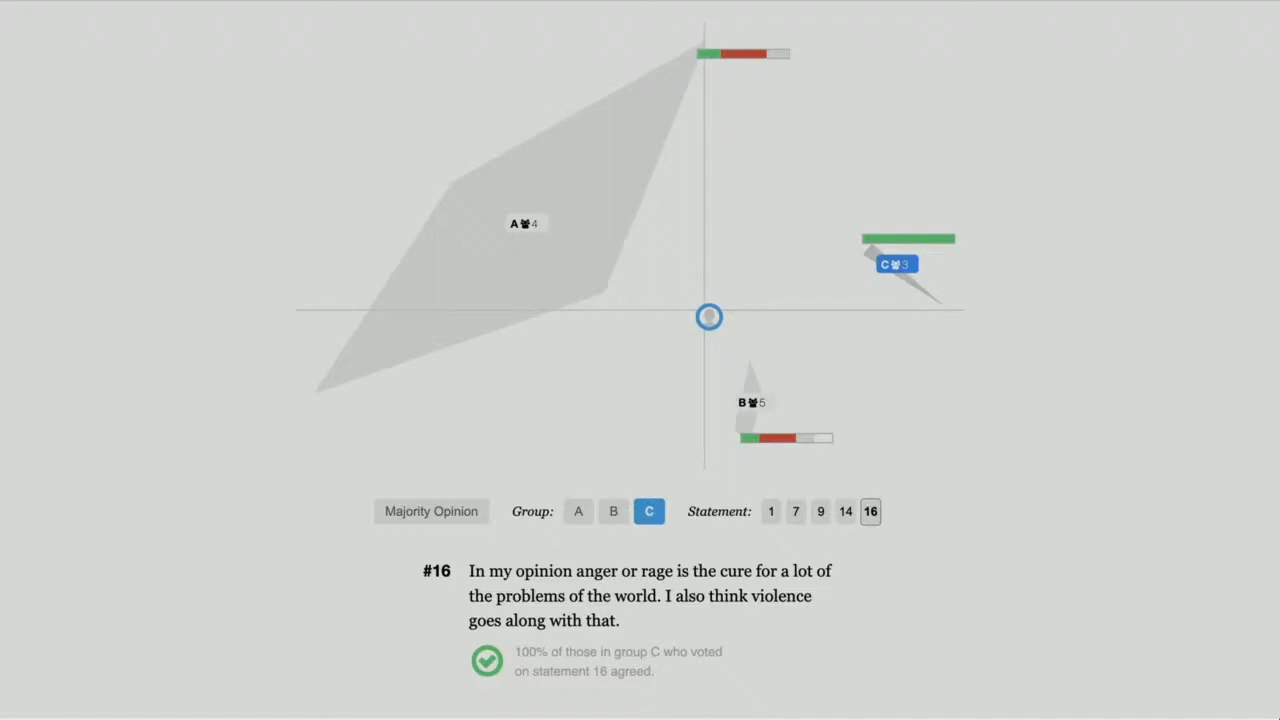 A 4
C 3
B 5
Majority Opinion Group: A B C Statement: 1 7 9 14 16
#16 In my opinion anger or rage is the cure for a lot of
the problems of the world. I also think violence
goes along with that.
100% of those in group C who voted
on statement 16 agreed.